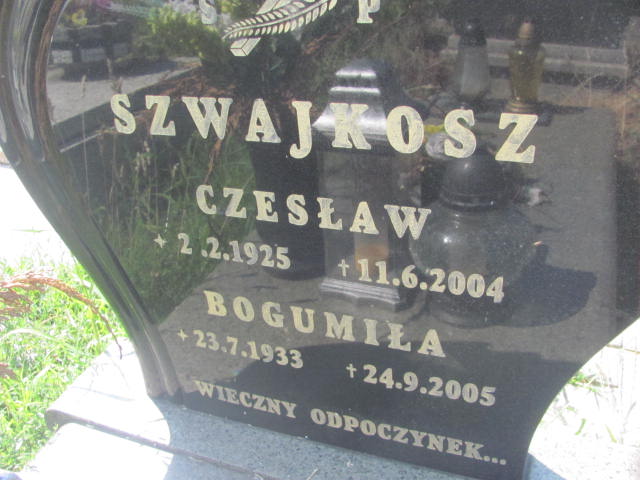 S P
SZWAJKOSZ
CZESŁAW
* 2.2.1925 † 11.6.2004
BOGUMIŁA
* 23.7.1933 † 24.9.2005
WIECZNY ODPOCZYNEK...